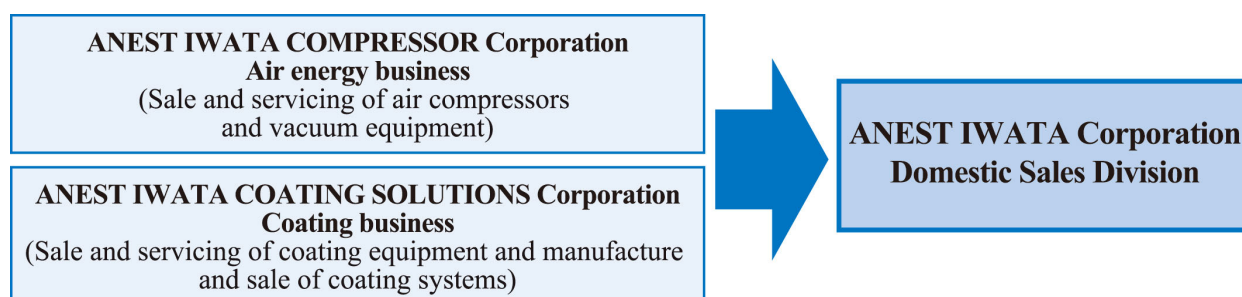 ANEST IWATA COMPRESSOR Corporation
Air energy business
(Sale and servicing of air compressors
and vacuum equipment)
ANEST IWATA COATING SOLUTIONS Corporation
Coating business
(Sale and servicing of coating equipment and manufacture
and sale of coating systems)
ANEST IWATA Corporation
Domestic Sales Division